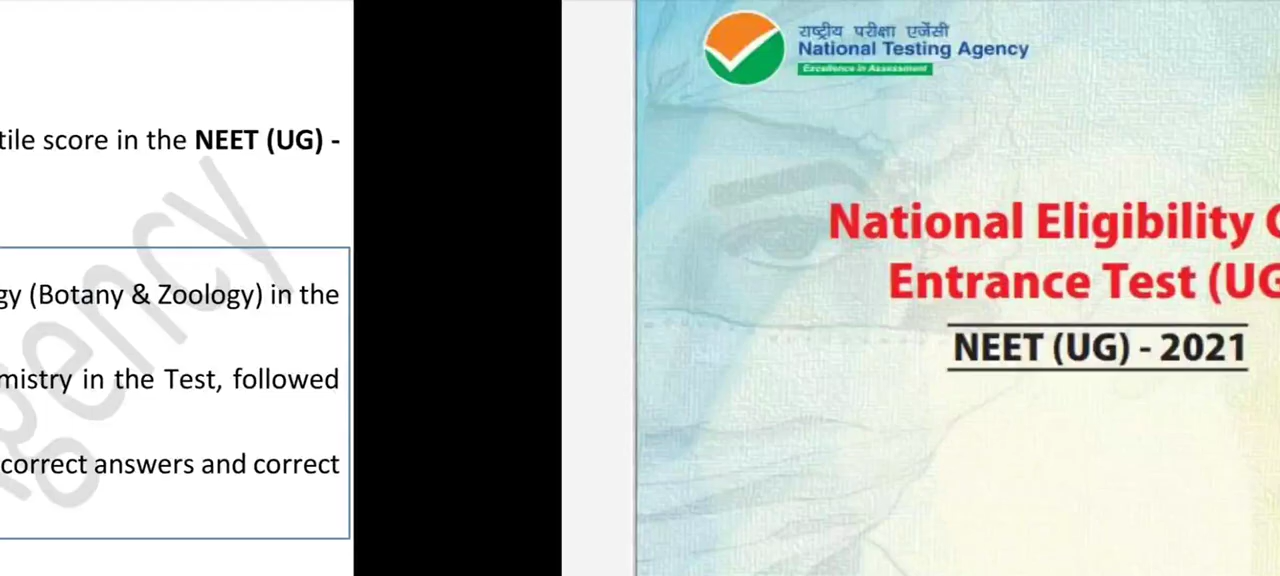 tile score in the NEET (UG) -
gy (Botany & Zoology) in the
mistry in the Test, followed
correct answers and correct
gency
राष्ट्रीय परीक्षा एजेंसी
National Testing Agency
Excellence in Assessment
National Eligibility C
Entrance Test (UG
NEET (UG) - 2021